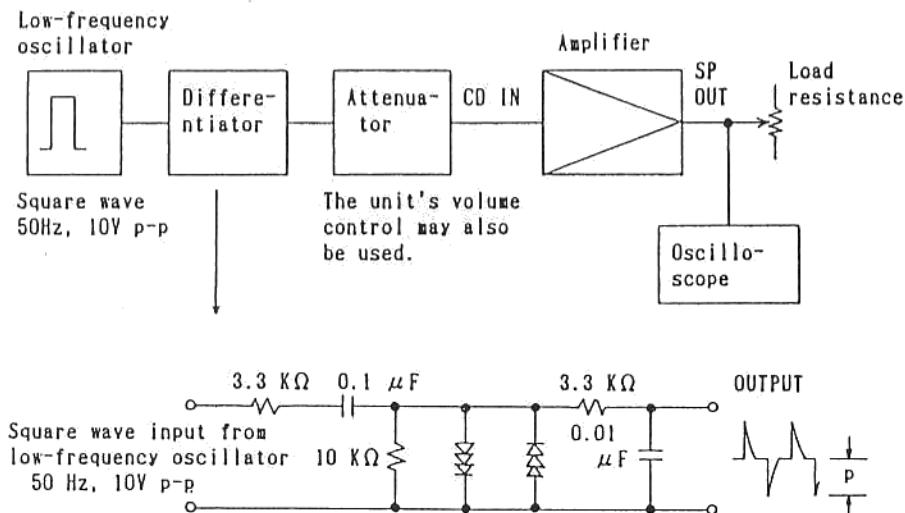 Low-frequency
oscillator
Differe-
ntiator
Attenua-
tor
CD IN
Amplifier
SP
OUT
Load
resistance
Square wave
50Hz, 10V p-p
The unit's volume
control may also
be used.
Oscillo-
scope
3.3 KΩ
0.1 μF
3.3 KΩ
OUTPUT
Square wave input from
low-frequency oscillator
50 Hz, 10V p-p
10 KΩ
0.01
μF
P